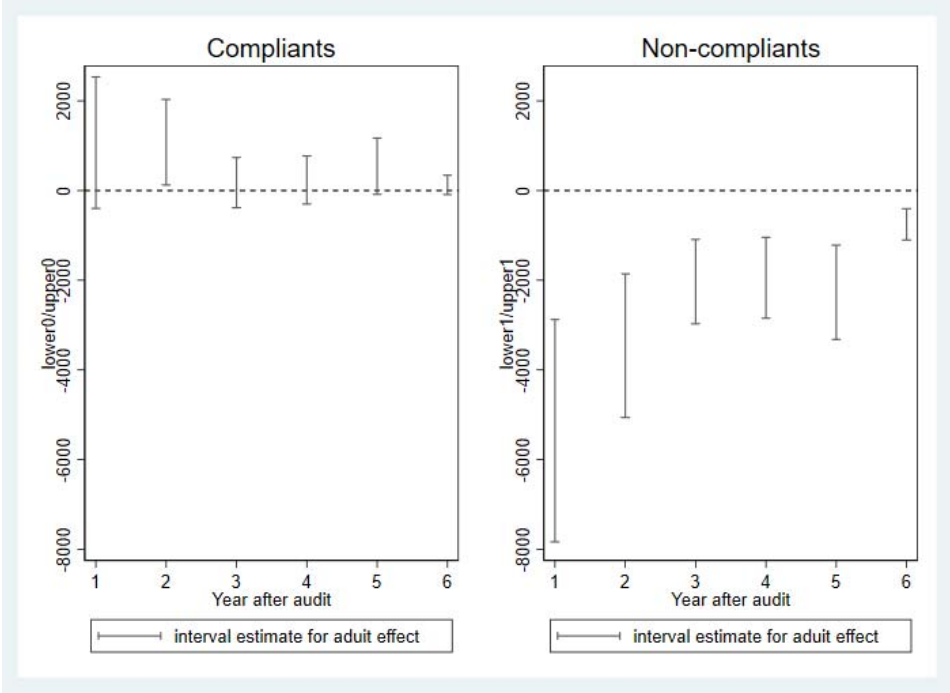 Compliants
2000
0
-2000
-4000
-6000
-8000
lower0/upper0
1 2 3 4 5 6
Year after audit
interval estimate for aduit effect
Non-compliants
2000
0
-2000
-4000
-6000
-8000
lower1/upper1
1 2 3 4 5 6
Year after audit
interval estimate for aduit effect